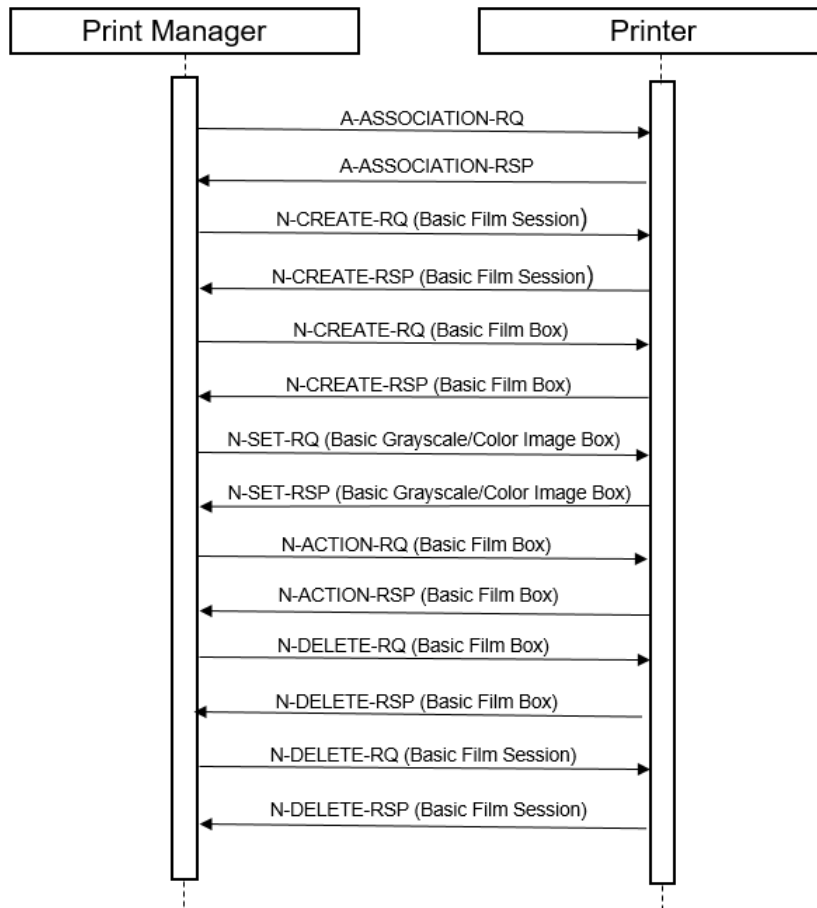 Print Manager
Printer
A-ASSOCIATION-RQ
A-ASSOCIATION-RSP
N-CREATE-RQ (Basic Film Session)
N-CREATE-RSP (Basic Film Session)
N-CREATE-RQ (Basic Film Box)
N-CREATE-RSP (Basic Film Box)
N-SET-RQ (Basic Grayscale/Color Image Box)
N-SET-RSP (Basic Grayscale/Color Image Box)
N-ACTION-RQ (Basic Film Box)
N-ACTION-RSP (Basic Film Box)
N-DELETE-RQ (Basic Film Box)
N-DELETE-RSP (Basic Film Box)
N-DELETE-RQ (Basic Film Session)
N-DELETE-RSP (Basic Film Session)